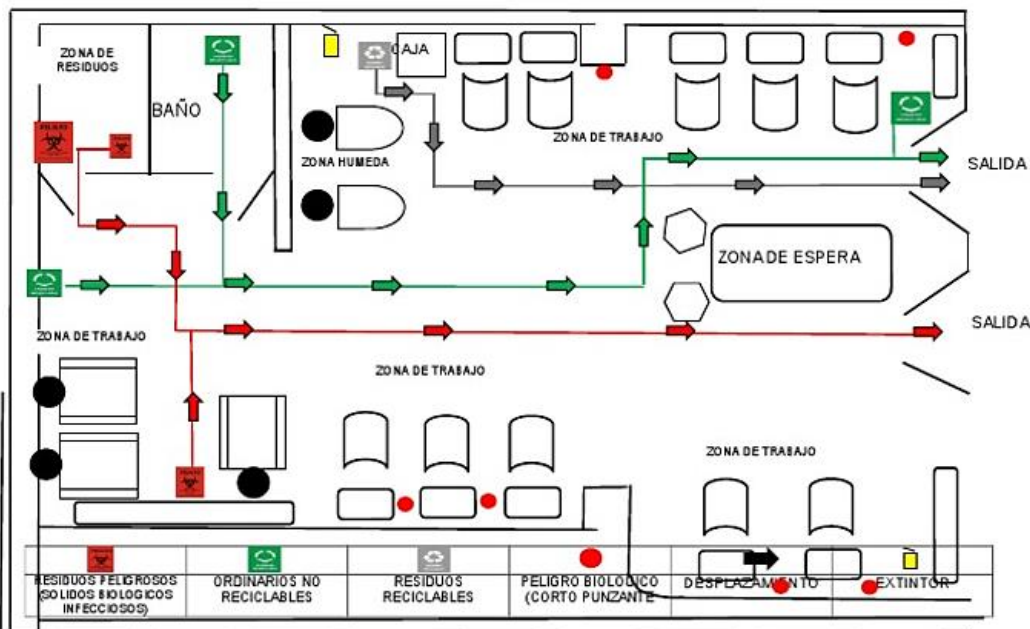 ZONA DE
RESIDUOS
BAÑO
CAJA
ZONA DE TRABAJO
ZONA HUMEDA
SALIDA
ZONA DE ESPERA
SALIDA
ZONA DE TRABAJO
ZONA DE TRABAJO
ZONA DE TRABAJO
RESIDUOS PELIGROSOS
(SOLIDOS BIOLOGICOS
INFECCIOSOS)
ORDINARIOS NO
RECICLABLES
RESIDUOS
RECICLABLES
PELIGRO BIOLODICO
(CORTO PUNZANTE
DESPLAZAMIENTO
EXTINTOR